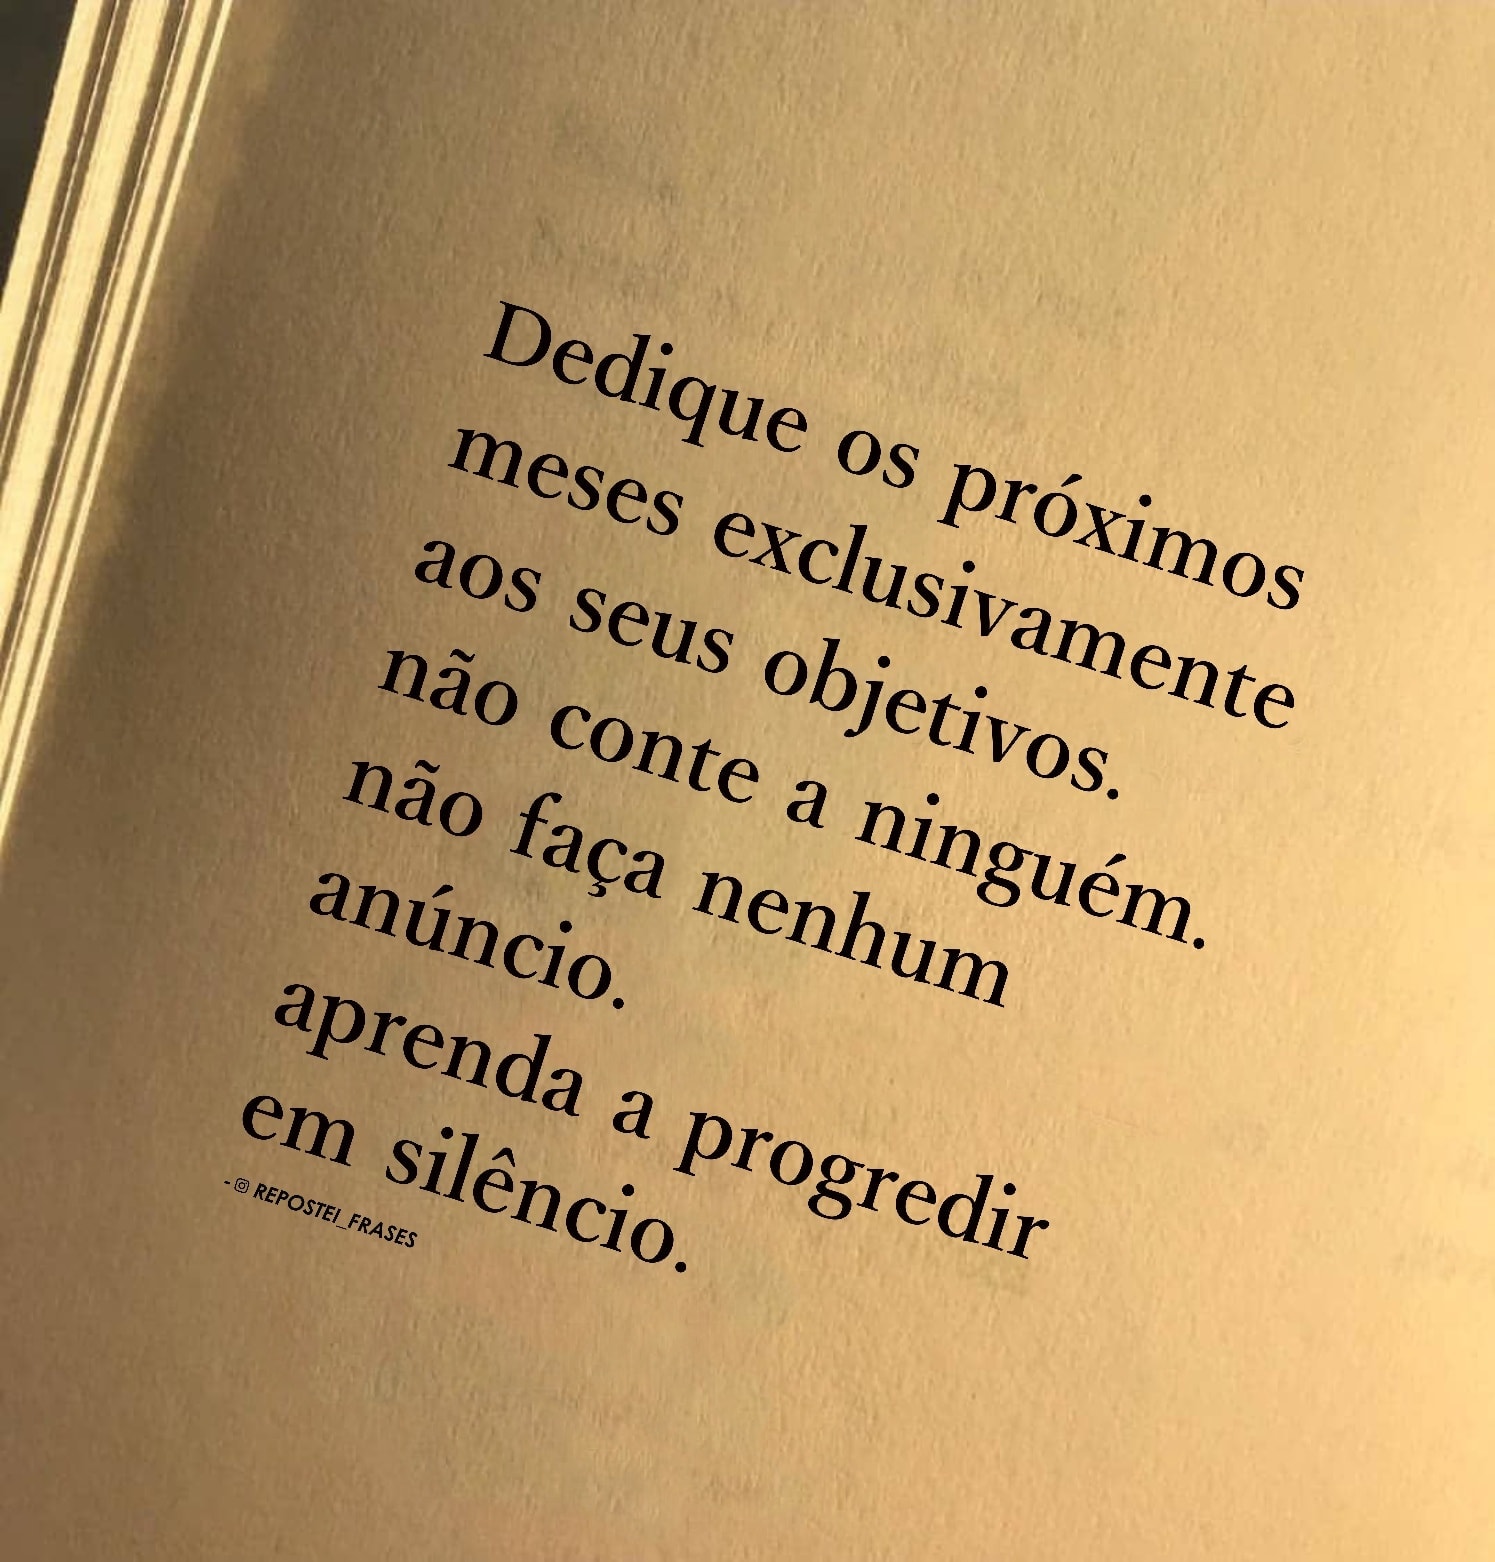 Dedique os próximos
meses exclusivamente
aos seus objetivos.
não conte a ninguém.
não faça nenhum
anúncio.
aprenda a progredir
em silêncio.
- REPOSTEI_FRASES